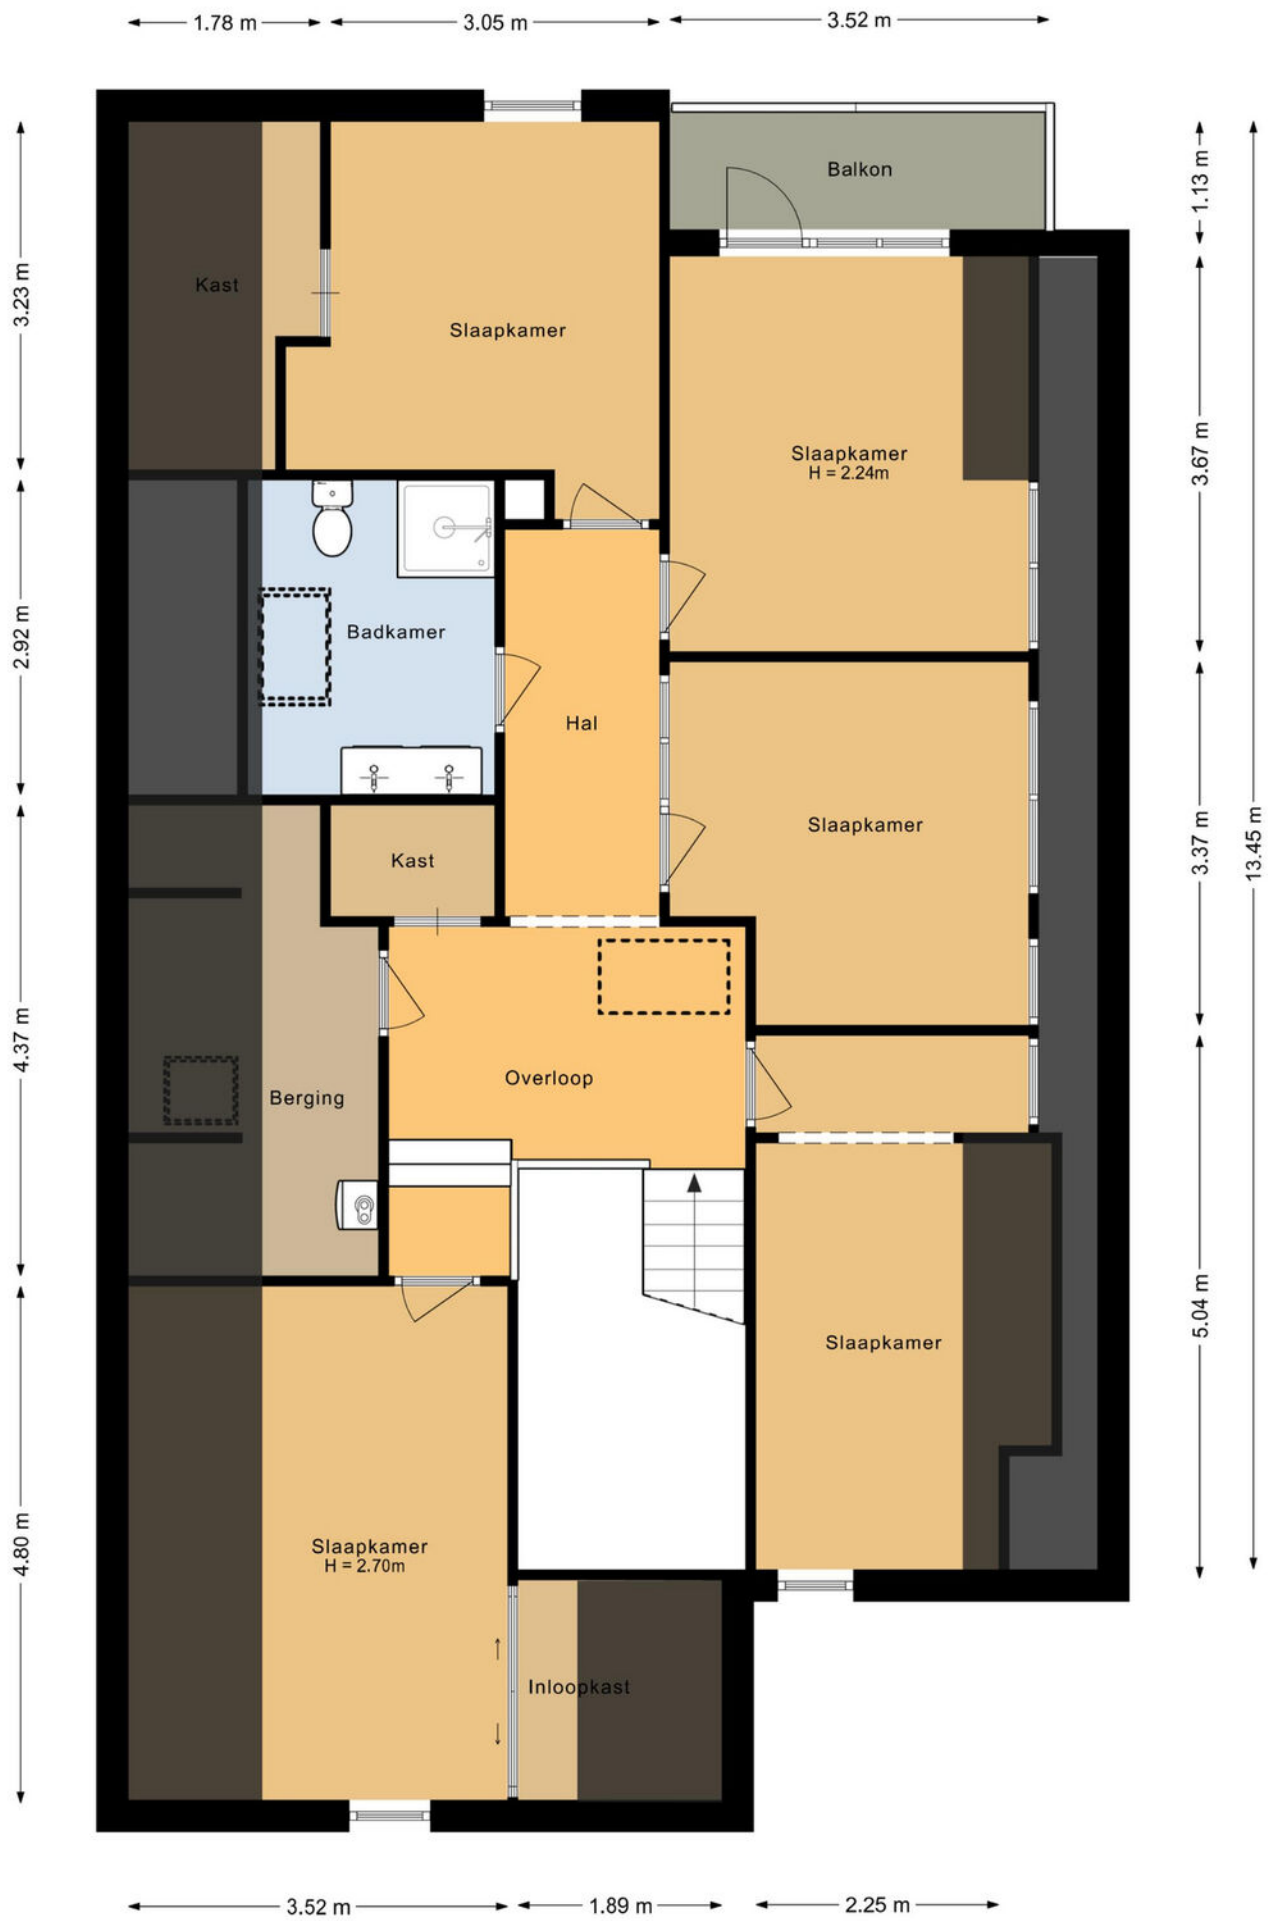 1.78 m
3.05 m
3.52 m
Balkon
1.13 m
Kast
3.23 m
Slaapkamer
Slaapkamer
H = 2.24m
3.67 m
2.92 m
Badkamer
Hal
Slaapkamer
3.37 m
13.45 m
Kast
4.37 m
Overloop
Berging
5.04 m
Slaapkamer
4.80 m
Slaapkamer
H = 2.70m
Inloopkast
3.52 m
1.89 m
2.25 m